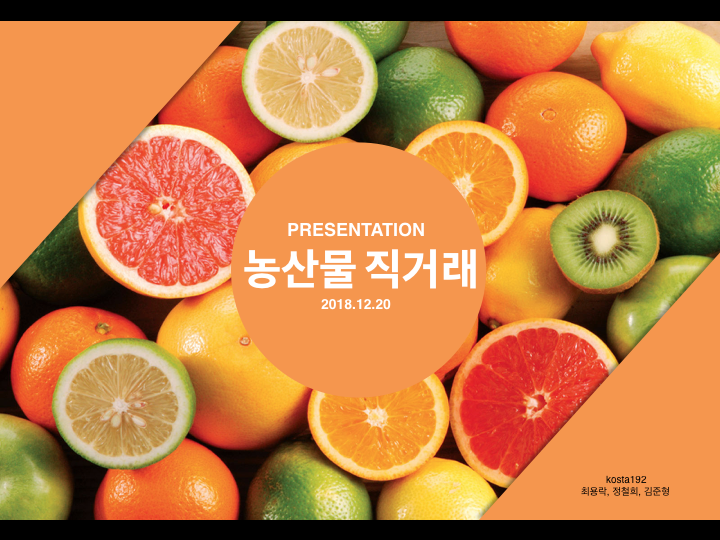 PRESENTATION
농산물 직거래
2018.12.20
kosta192
최용락, 정철희, 김준형